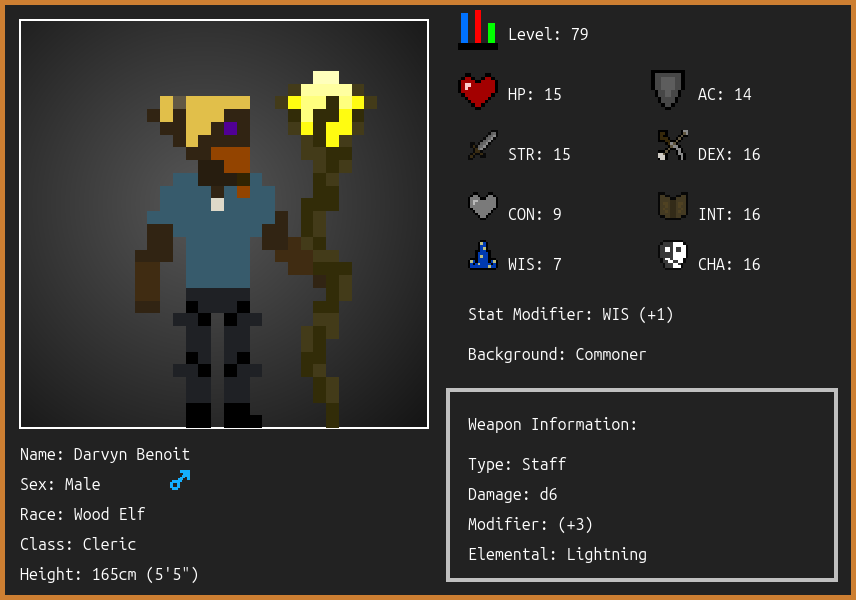 Level: 79
HP: 15
AC: 14
STR: 15
DEX: 16
CON: 9
INT: 16
WIS: 7
CHA: 16
Stat Modifier: WIS (+1)
Background: Commoner
Weapon Information:
Type: Staff
Damage: d6
Modifier: (+3)
Elemental: Lightning
Name: Darvyn Benoit
Sex: Male
Race: Wood Elf
Class: Cleric
Height: 165cm (5'5")